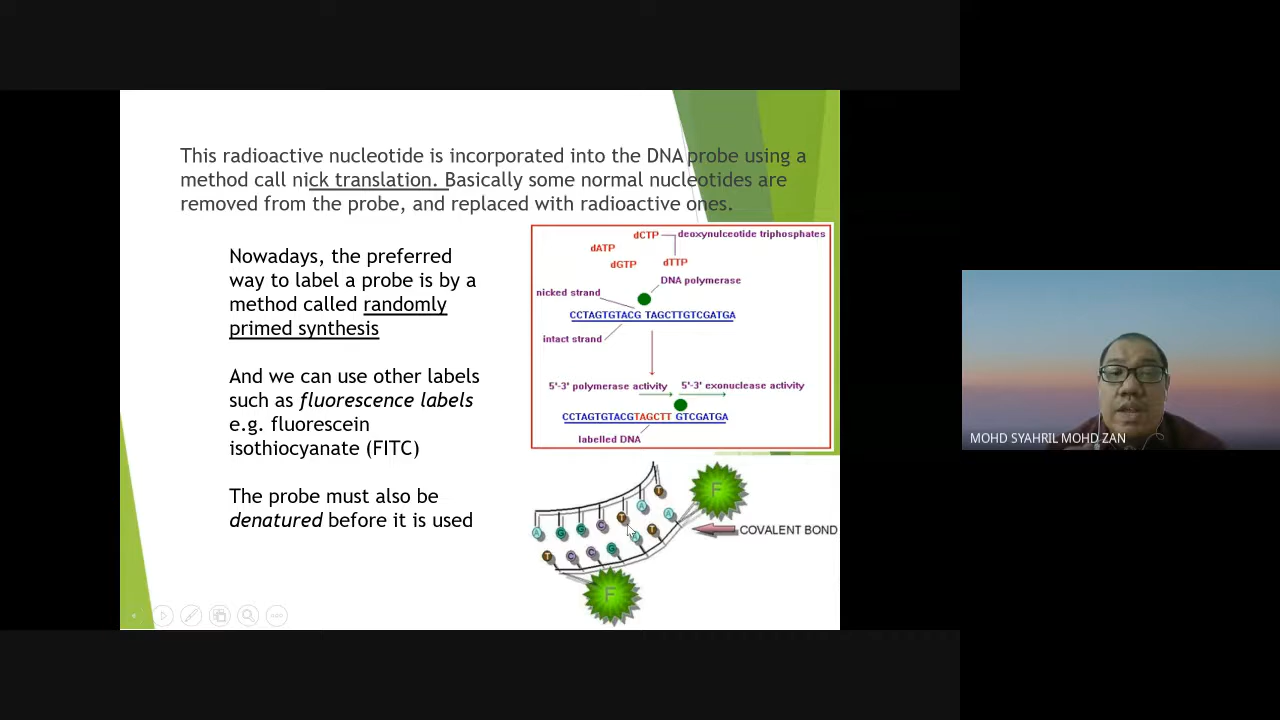 This radioactive nucleotide is incorporated into the DNA probe using a
method call nick translation. Basically some normal nucleotides are
removed from the probe, and replaced with radioactive ones.
Nowadays, the preferred
way to label a probe is by a
method called randomly
primed synthesis
And we can use other labels
such as fluorescence labels
e.g. fluorescein
isothiocyanate (FITC)
The probe must also be
denatured before it is used
dCTP
deoxynulceotide triphosphates
dATP
dGTP
dTTP
DNA polymerase
nicked strand
CCTAGTGTACG TAGCTTGTCGATGA
intact strand
5'-3' polymerase activity
5'-3' exonuclease activity
CCTAGTGTACGTAGCTT GTCGATGA
labelled DNA
F
T
A
A
G
G
C
T
A
T
T
C
C
G
COVALENT BOND
F
MOHD SYAHRIL MOHD ZAN